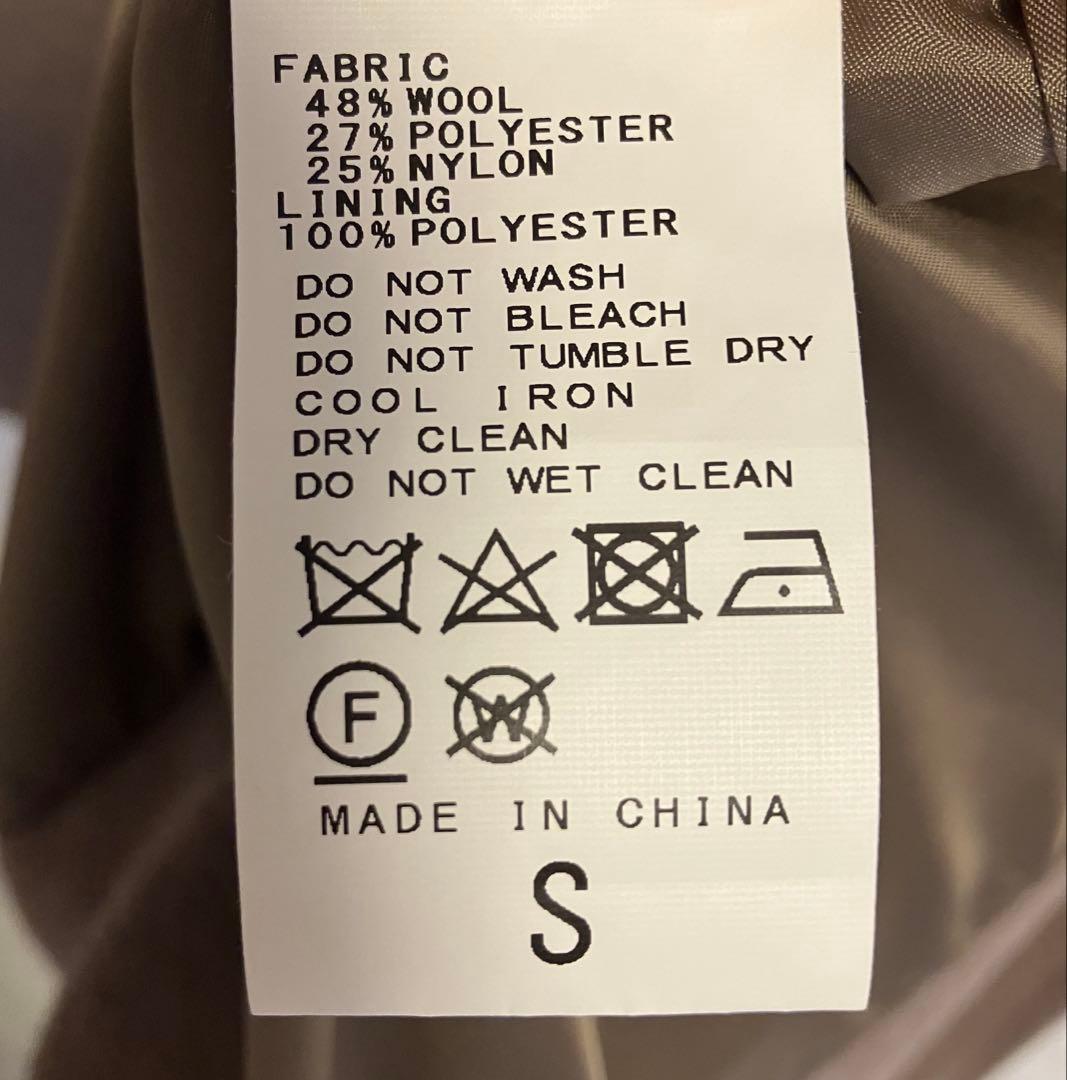 FABRIC
48% WOOL
27% POLYESTER
25% NYLON
LINING
100% POLYESTER
DO NOT WASH
DO NOT BLEACH
DO NOT TUMBLE DRY
COOL IRON
DRY CLEAN
DO NOT WET CLEAN
F W
MADE IN CHINA
S